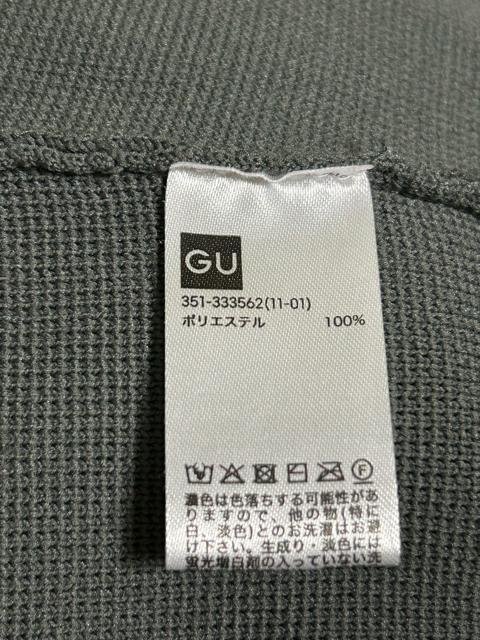 GU
351-333562(11-01)
ポリエステル 100%
F
濃色は色落ちする可能性があ
りますので、他の物(特に
白、淡色)とのお洗濯はお避
け下さい。生成り・淡色には
蛍光増白剤の入っていない洗